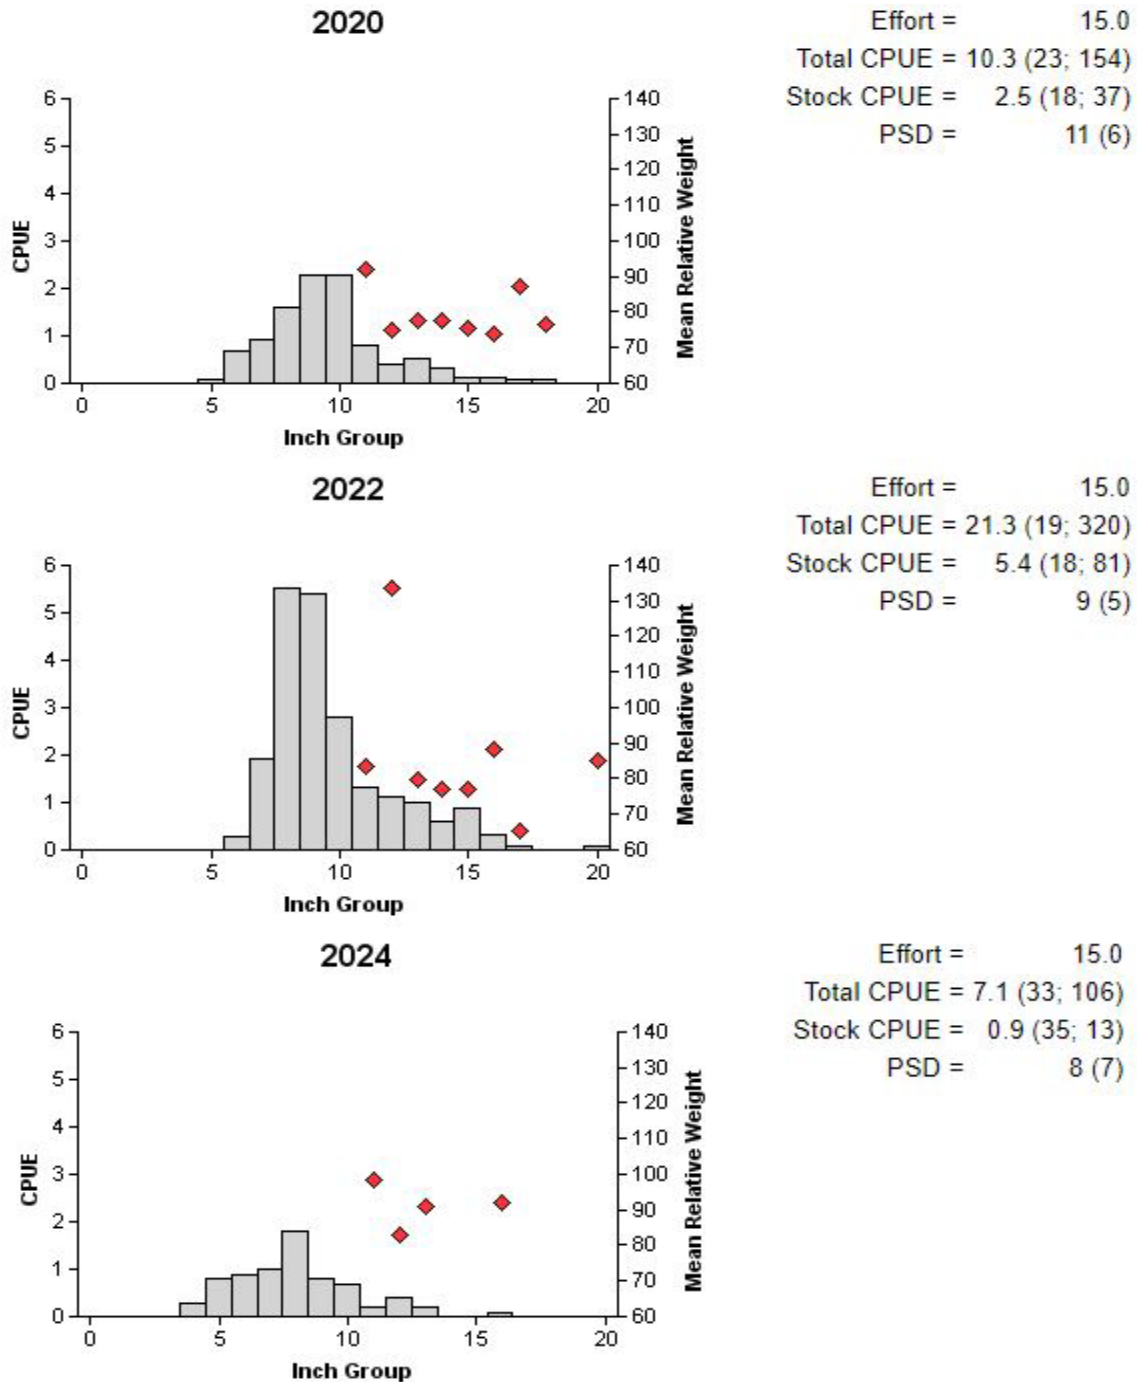 2020
Effort = 15.0
Total CPUE = 10.3 (23; 154)
Stock CPUE = 2.5 (18; 37)
PSD = 11 (6)
6
5
4
3
2
1
0
CPUE
140
130
120
110
100
90
80
70
60
Mean Relative Weight
0 5 10 15 20
Inch Group
2022
Effort = 15.0
Total CPUE = 21.3 (19; 320)
Stock CPUE = 5.4 (18; 81)
PSD = 9 (5)
6
5
4
3
2
1
0
CPUE
140
130
120
110
100
90
80
70
60
Mean Relative Weight
0 5 10 15 20
Inch Group
2024
Effort = 15.0
Total CPUE = 7.1 (33; 106)
Stock CPUE = 0.9 (35; 13)
PSD = 8 (7)
6
5
4
3
2
1
0
CPUE
140
130
120
110
100
90
80
70
60
Mean Relative Weight
0 5 10 15 20
Inch Group